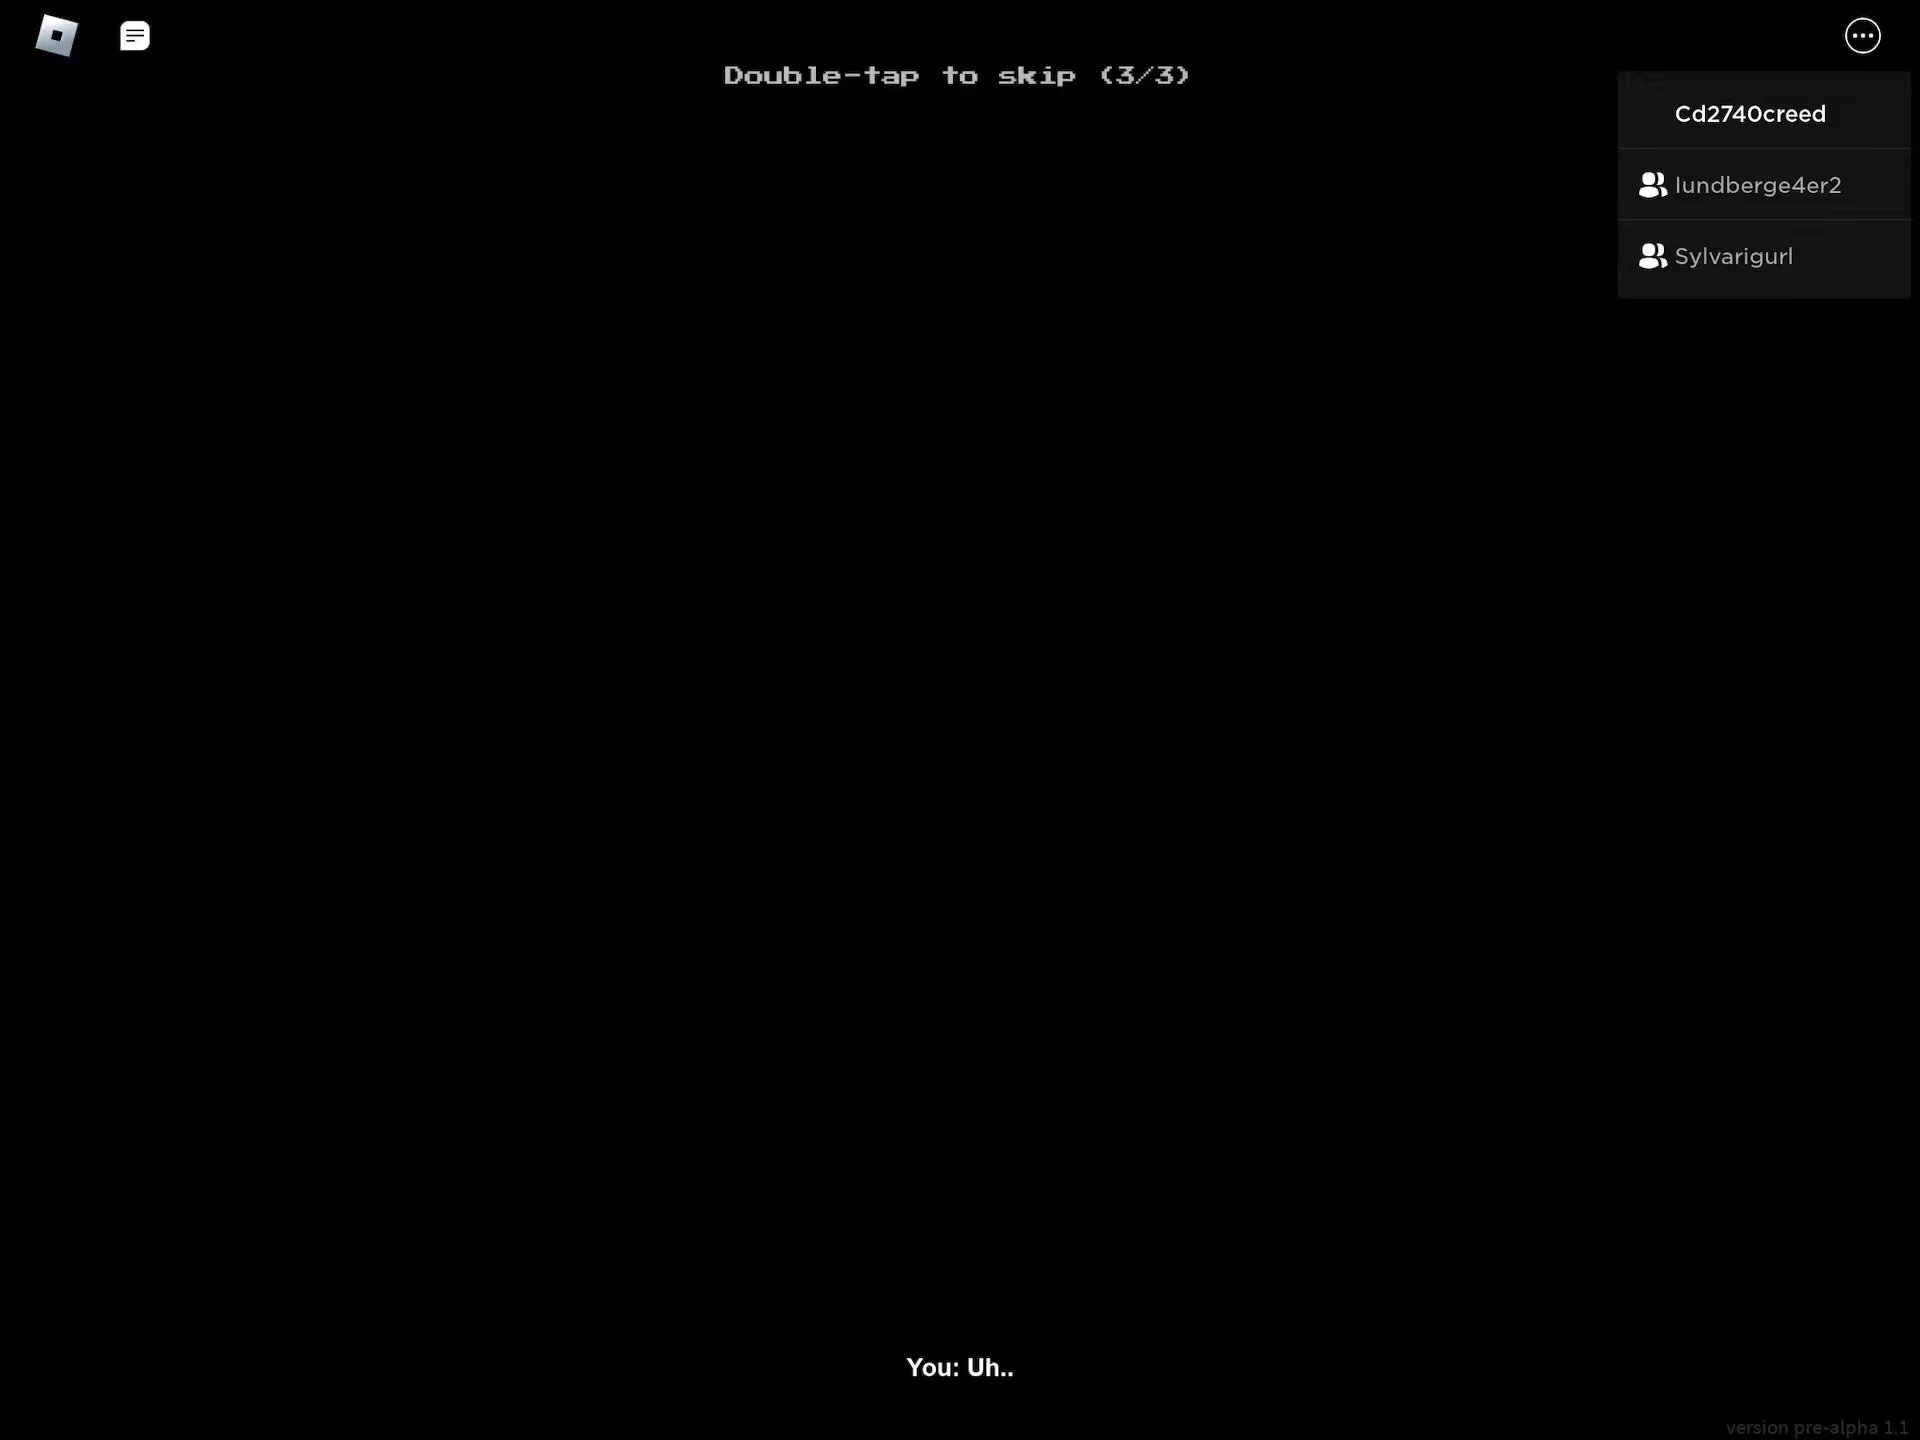 Double-tap to skip (3/3)
Cd2740creed
lundberge4er2
Sylvarigurl
You: Uh..
version pre-alpha 1.1